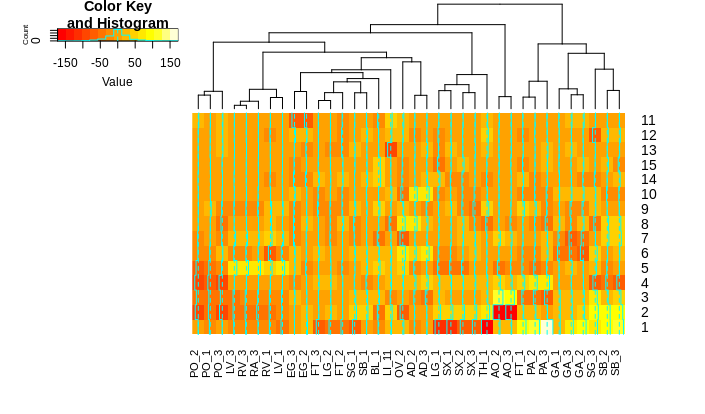 Color Key
and Histogram
Count
0
-150 -50 50 150
Value
11
12
13
15
14
10
9
8
7
6
5
4
3
2
1
PO_2
PO_1
PO_3
LV_3
RV_3
RA_3
RV_1
LV_1
EG_3
EG_2
FT_3
LG_2
FT_2
SG_1
SB_1
BL_1
LI_11
OV_2
AD_2
AD_3
LG_1
SX_1
SX_2
SX_3
TH_1
AO_2
AO_3
FT_1
PA_2
PA_3
GA_1
GA_3
GA_2
SG_3
SB_2
SB_3